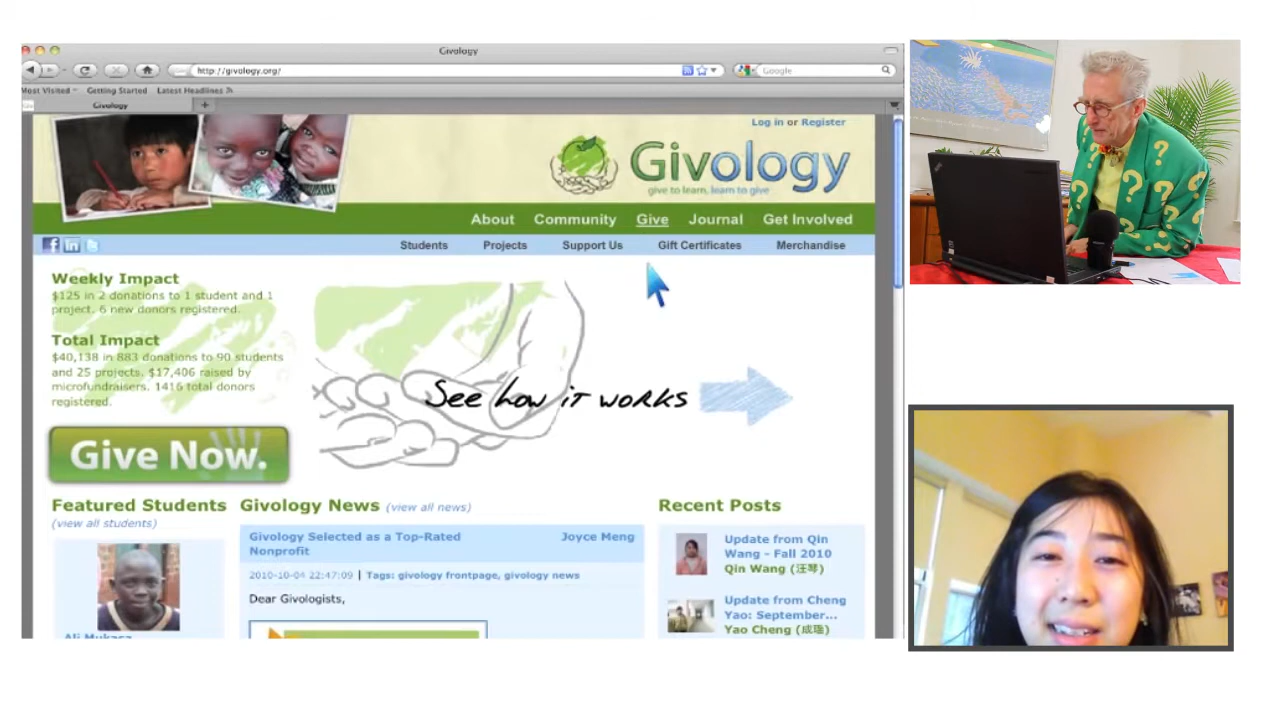 Givology
http://givology.org/
Google
Most Visited
Getting Started
Latest Headlines
Givology
Log in or Register
Givology
give to learn, learn to give
About Community Give Journal Get Involved
Students Projects Support Us Gift Certificates Merchandise
Weekly Impact
$125 in 2 donations to 1 student and 1
project. 6 new donors registered.
Total Impact
$40,138 in 883 donations to 90 students
and 25 projects. $17,406 raised by
microfundraisers. 1416 total donors
registered.
See how it works
Give Now.
Featured Students
(view all students)
Ali Mukasa
Givology News (view all news)
Givology Selected as a Top-Rated
Nonprofit
Joyce Meng
2010-10-04 22:47:09 | Tags: givology frontpage, givology news
Dear Givologists,
Recent Posts
Update from Qin
Wang - Fall 2010
Qin Wang (汪琴)
Update from Cheng
Yao: September...
Yao Cheng (成瑶)
? ? ? ? ?